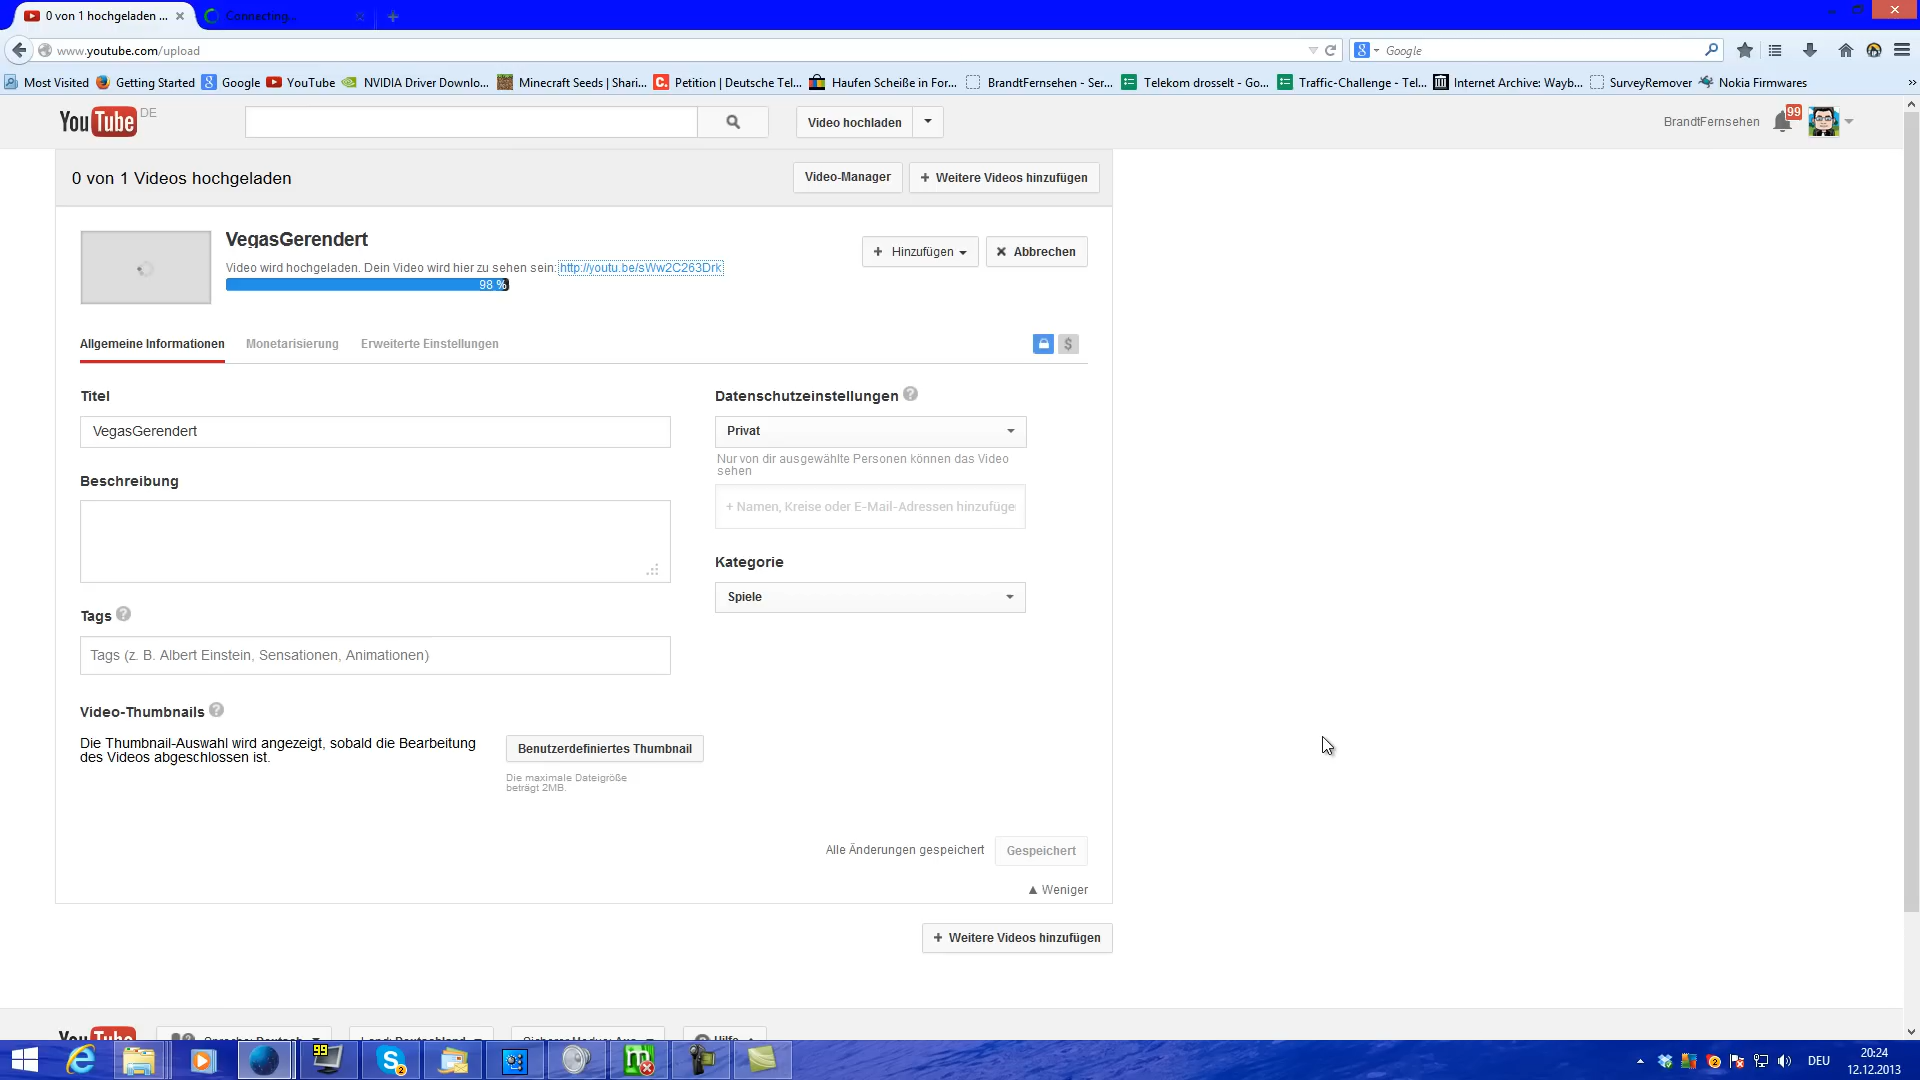 0 von 1 hochgeladen ...
Connecting...
www.youtube.com/upload
Google
Most Visited
Getting Started
Google
YouTube
NVIDIA Driver Downlo...
Minecraft Seeds | Shari...
Petition | Deutsche Tel...
Haufen Scheiße in For...
BrandtFernsehen - Ser...
Telekom drosselt - Go...
Traffic-Challenge - Tel...
Internet Archive: Wayb...
SurveyRemover
Nokia Firmwares
YouTube DE
Video hochladen
BrandtFernsehen
99
0 von 1 Videos hochgeladen
Video-Manager
+ Weitere Videos hinzufügen
VegasGerendert
Video wird hochgeladen. Dein Video wird hier zu sehen sein: http://youtu.be/sWw2C263Drk
98 %
+ Hinzufügen
Abbrechen
Allgemeine Informationen
Monetarisierung
Erweiterte Einstellungen
$
Titel
VegasGerendert
Beschreibung
Tags ?
Tags (z. B. Albert Einstein, Sensationen, Animationen)
Datenschutzeinstellungen ?
Privat
Nur von dir ausgewählte Personen können das Video
sehen
+ Namen, Kreise oder E-Mail-Adressen hinzufüge
Kategorie
Spiele
Video-Thumbnails ?
Die Thumbnail-Auswahl wird angezeigt, sobald die Bearbeitung
des Videos abgeschlossen ist.
Benutzerdefiniertes Thumbnail
Die maximale Dateigröße
beträgt 2MB.
Alle Änderungen gespeichert
Gespeichert
▲ Weniger
+ Weitere Videos hinzufügen
YouTube
99
2
DEU
20:24
12.12.2013